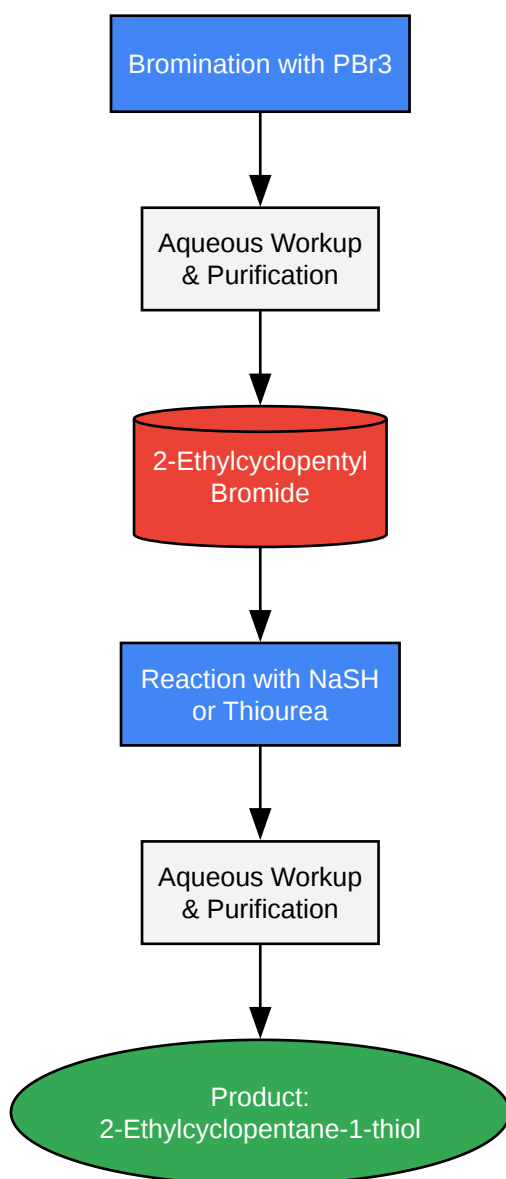 Bromination with PBr3
Aqueous Workup
& Purification
2-Ethylcyclopentyl
Bromide
Reaction with NaSH
or Thiourea
Aqueous Workup
& Purification
Product:
2-Ethylcyclopentane-1-thiol